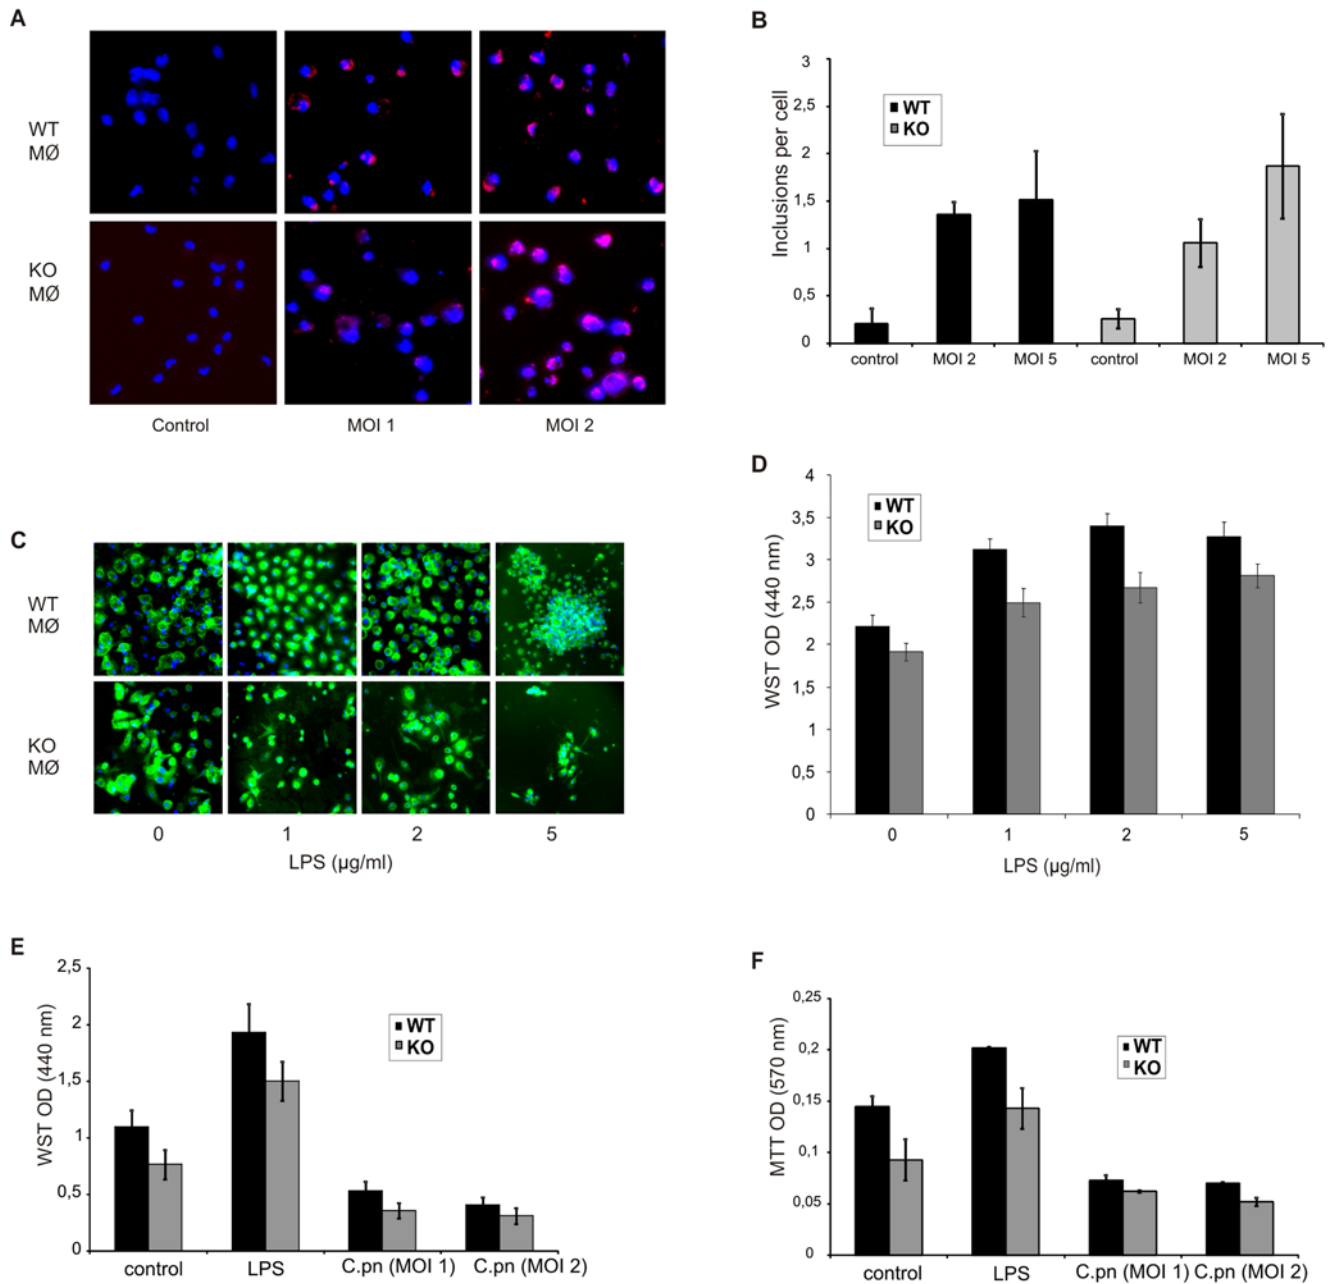 A
WT
MØ
KO
MØ
Control
MOI 1
MOI 2
B
Inclusions per cell
3
2,5
2
1,5
1
0,5
0
WT
KO
control
MOI 2
MOI 5
control
MOI 2
MOI 5
C
WT
MØ
KO
MØ
0
1
2
5
LPS (µg/ml)
D
WST OD (440 nm)
4
3,5
3
2,5
2
1,5
1
0,5
0
WT
KO
0
1
2
5
LPS (µg/ml)
E
WST OD (440 nm)
2,5
2
1,5
1
0,5
0
WT
KO
control
LPS
C.pn (MOI 1)
C.pn (MOI 2)
F
MTT OD (570 nm)
0,25
0,2
0,15
0,1
0,05
0
WT
KO
control
LPS
C.pn (MOI 1)
C.pn (MOI 2)